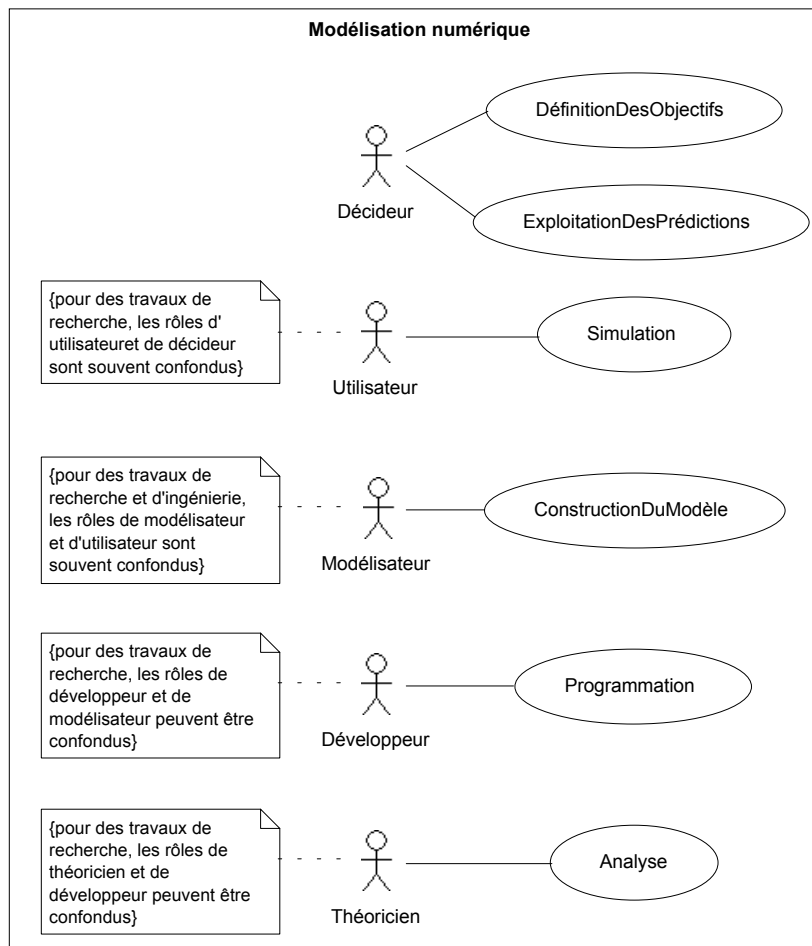 Modélisation numérique
DéfinitionDesObjectifs
Décideur
ExploitationDesPrédictions
{pour des travaux de
recherche, les rôles d'
utilisateuret de décideur
sont souvent confondus}
Utilisateur
Simulation
{pour des travaux de
recherche et d'ingénierie,
les rôles de modélisateur
et d'utilisateur sont
souvent confondus}
Modélisateur
ConstructionDuModèle
{pour des travaux de
recherche, les rôles de
développeur et de
modélisateur peuvent être
confondus}
Développeur
Programmation
{pour des travaux de
recherche, les rôles de
théoricien et de
développeur peuvent être
confondus}
Théoricien
Analyse